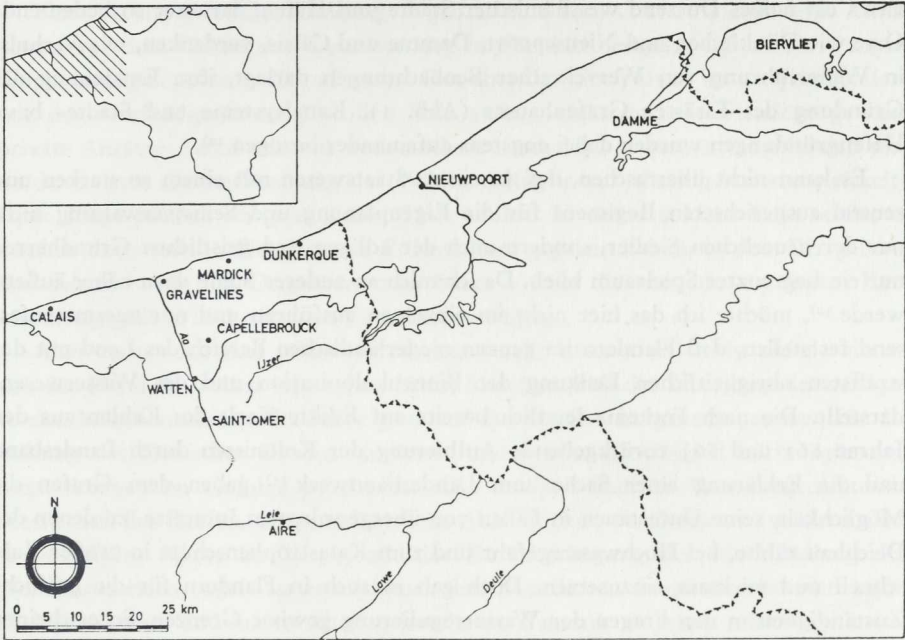 BIERVLIET
DAMME
NIEUWPOORT
DUNKERQUE
MARDICK
GRAVELINES
CALAIS
CAPELLEBROUCK
IJzer
WATTEN
SAINT-OMER
Leie
AIRE
Lawe
0 5 10 15 20 25 km